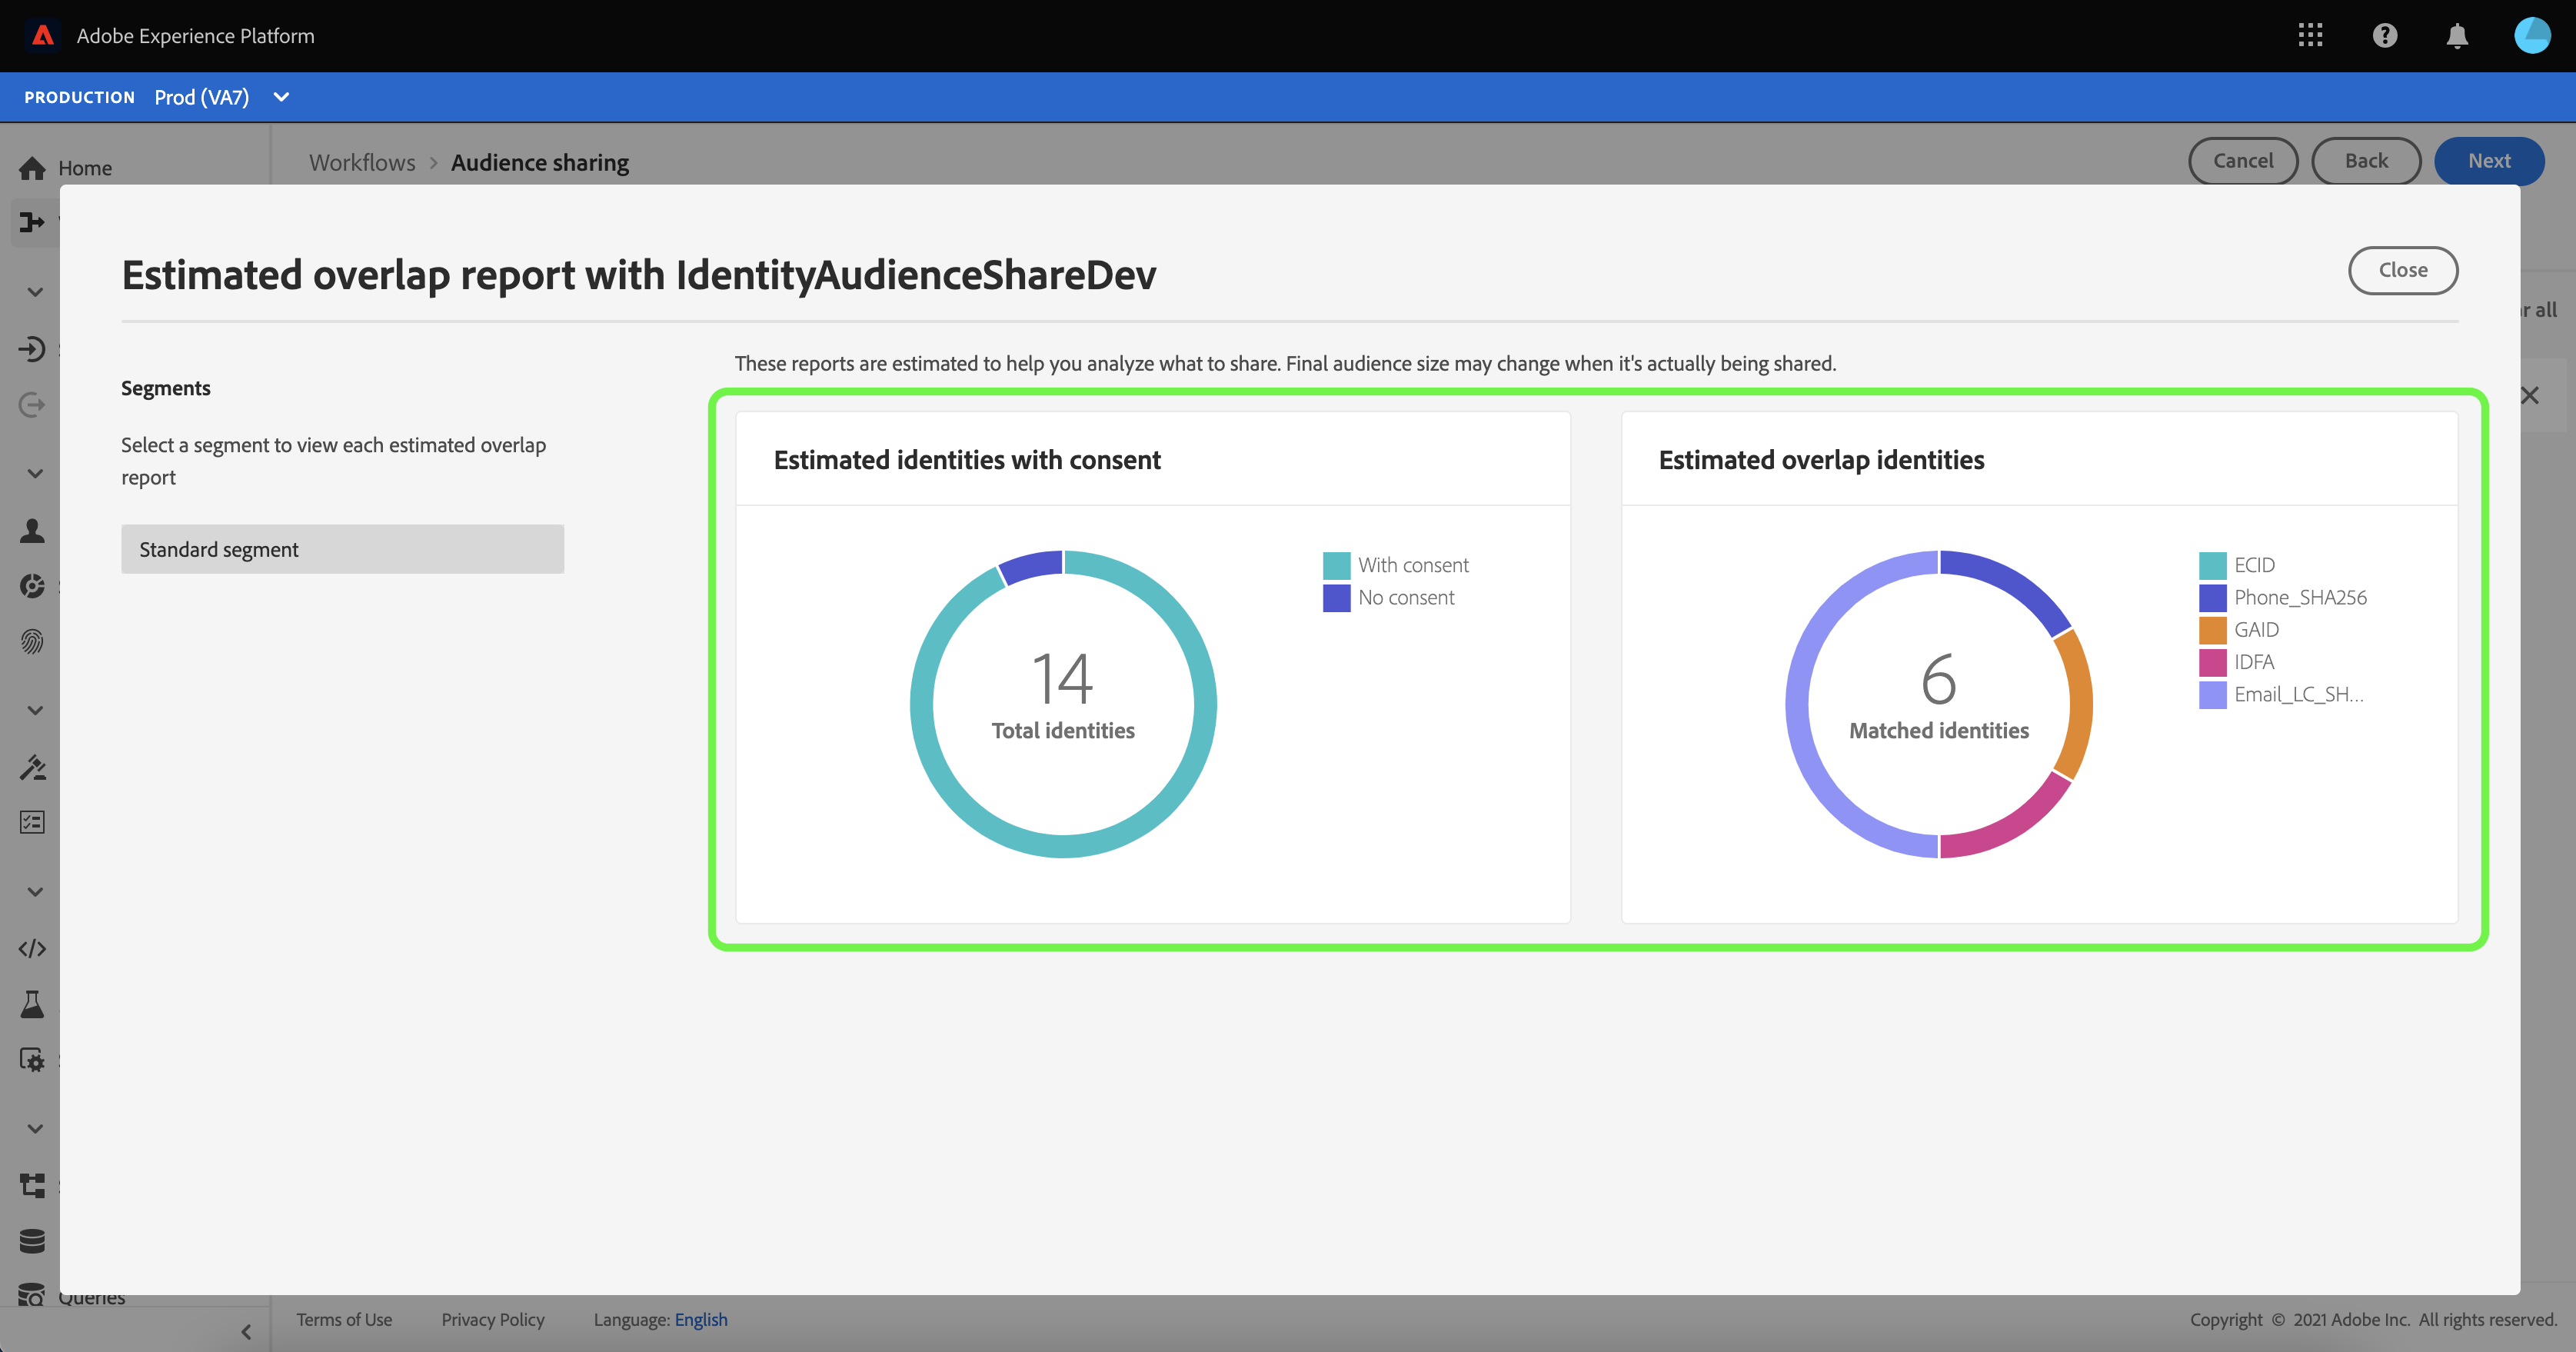 Adobe Experience Platform
PRODUCTION Prod (VA7)
Home
Workflows > Audience sharing
Cancel
Back
Next
Estimated overlap report with IdentityAudienceShareDev
Close
Segments
Select a segment to view each estimated overlap
report
Standard segment
These reports are estimated to help you analyze what to share. Final audience size may change when it's actually being shared.
Estimated identities with consent
14
Total identities
With consent
No consent
Estimated overlap identities
6
Matched identities
ECID
Phone_SHA256
GAID
IDFA
Email_LC_SH...
all
Queries
Terms of Use
Privacy Policy
Language: English
Copyright © 2021 Adobe Inc. All rights reserved.